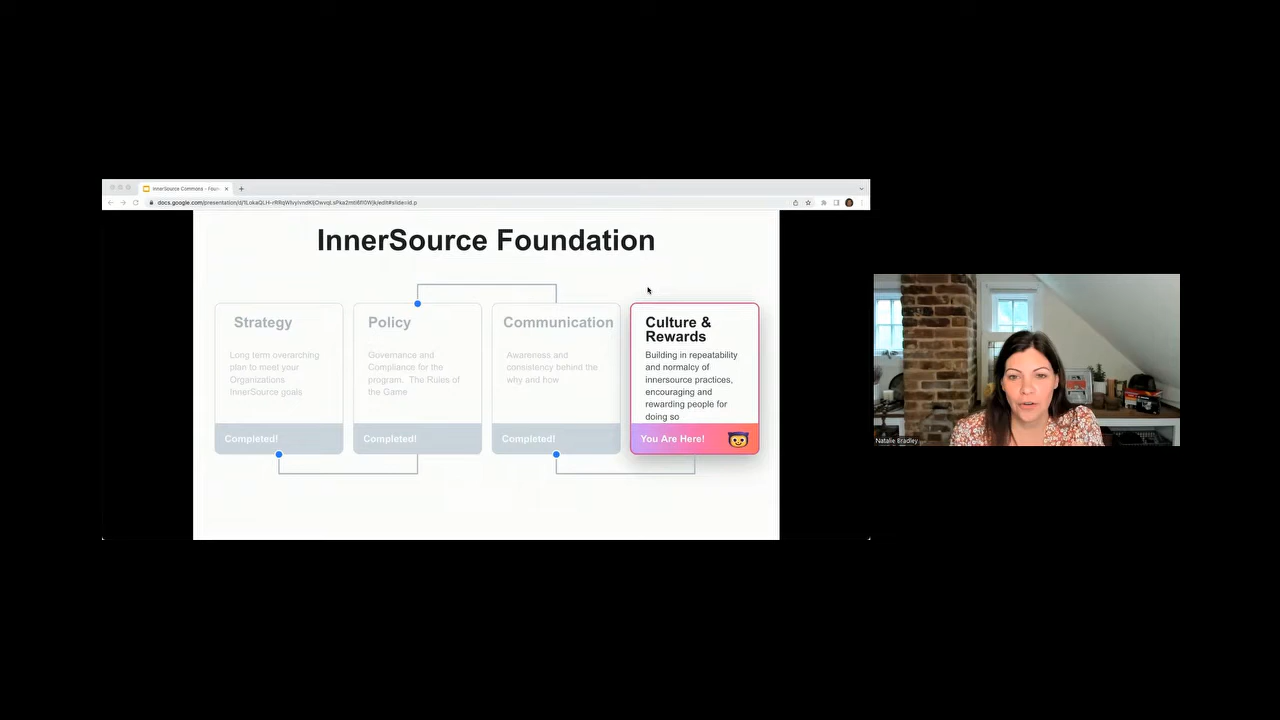 InnerSource Commons - Foun
InnerSource Foundation
Strategy
Long term overarching
plan to meet your
Organizations
InnerSource goals
Completed!
Policy
Governance and
Compliance for the
program. The Rules of
the Game
Completed!
Communication
Awareness and
consistency behind the
why and how
Completed!
Culture &
Rewards
Building in repeatability
and normalcy of
innersource practices,
encouraging and
rewarding people for
doing so
You Are Here!
Natalie Bradley